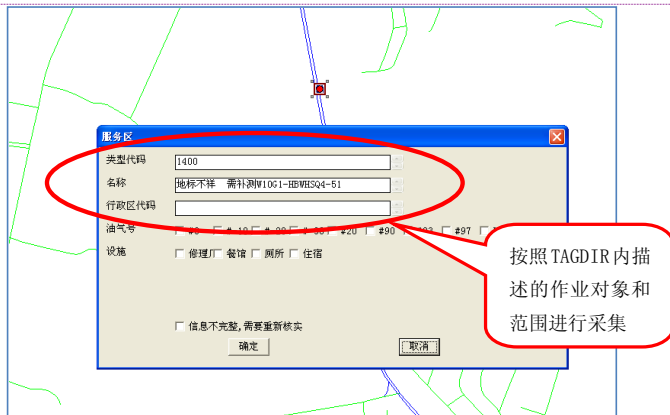 服务区
类型代码 1400
名称 地标不祥 需补测W10G1-HBWHSQ4-51
行政区代码
油气号 #20 #90 #97
设施 修理厂 餐馆 厕所 住宿
信息不完整,需要重新核实
确定 取消
按照TAGDIR内描
述的作业对象和
范围进行采集